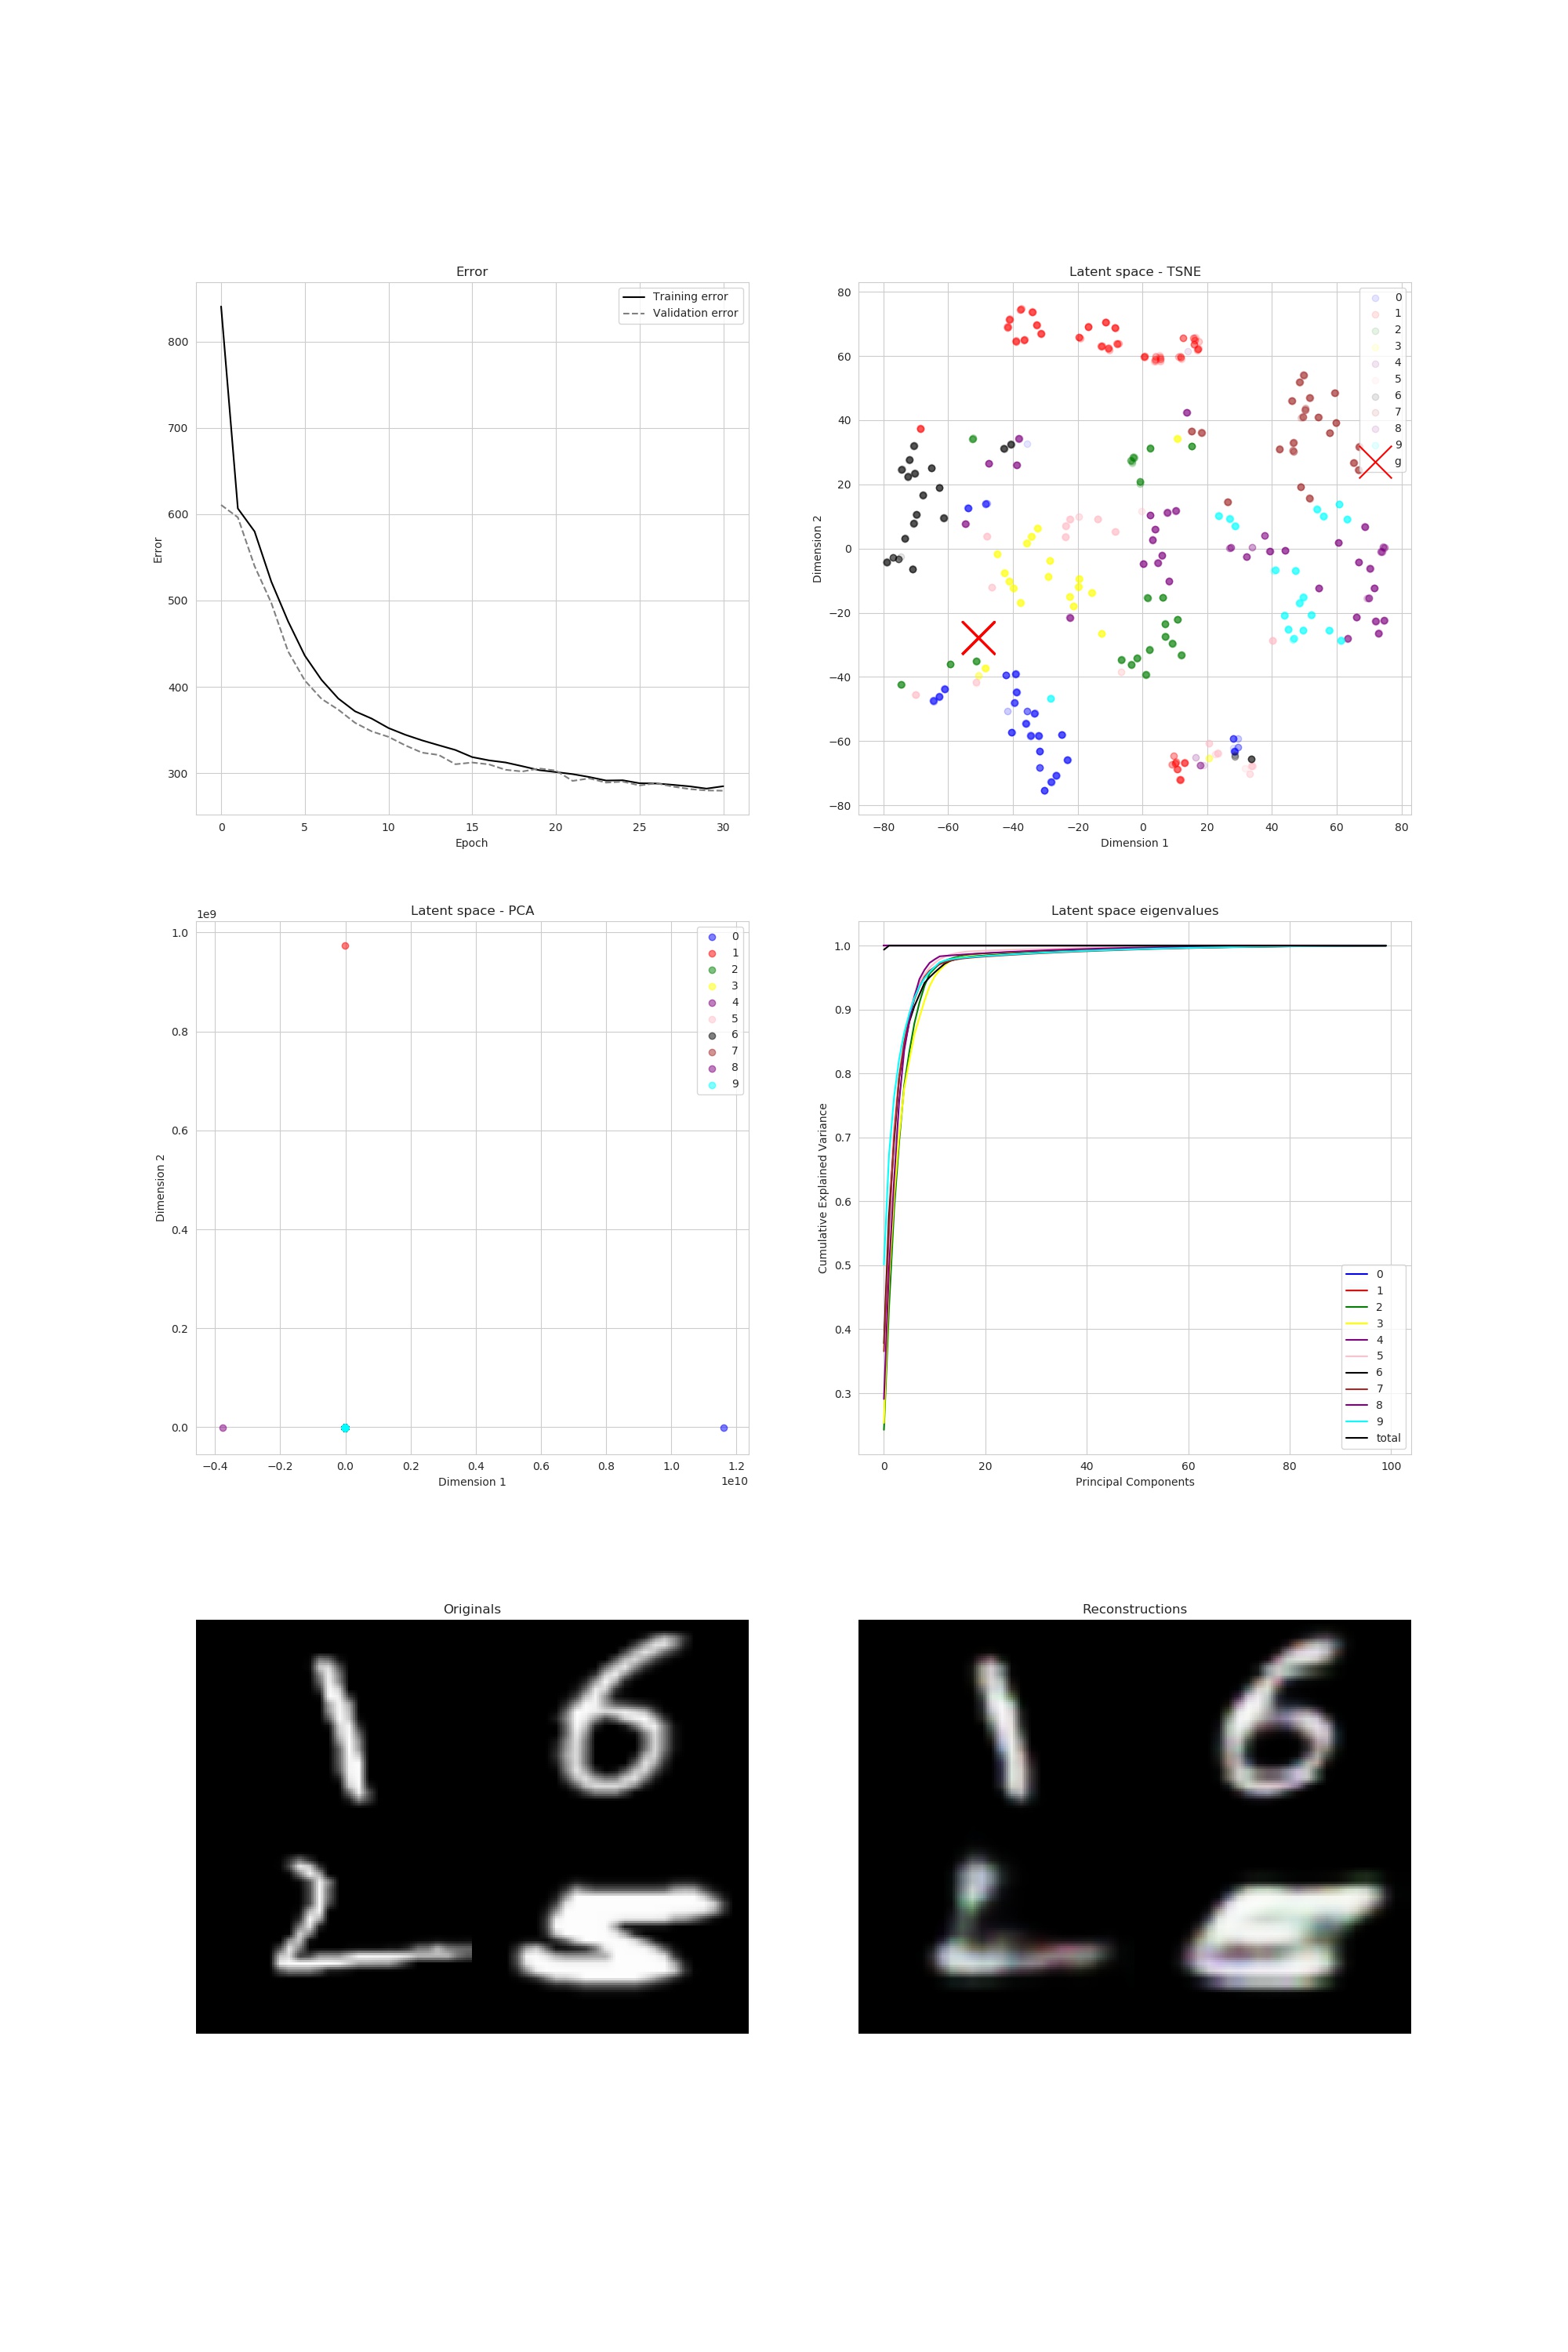 Error
Training error
Validation error
800
700
600
500
400
300
Error
0 5 10 15 20 25 30
Epoch
Latent space - TSNE
0
1
2
3
4
5
6
7
8
9
g
80
60
40
20
0
−20
−40
−60
−80
Dimension 2
−80 −60 −40 −20 0 20 40 60 80
Dimension 1
Latent space - PCA
1e9
0
1
2
3
4
5
6
7
8
9
1.0
0.8
0.6
0.4
0.2
0.0
Dimension 2
−0.4 −0.2 0.0 0.2 0.4 0.6 0.8 1.0 1.2
1e10
Dimension 1
Latent space eigenvalues
1.0
0.9
0.8
0.7
0.6
0.5
0.4
0.3
Cumulative Explained Variance
0
1
2
3
4
5
6
7
8
9
total
0 20 40 60 80 100
Principal Components
Originals
1 6
2 5
Reconstructions
1 6